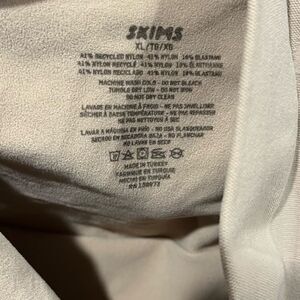 SKIMS
XL/TG/XG
41% RECYCLED NYLON 41% NYLON 18% ELASTANE
41% NYLON RECYCLÉ 41% NYLON 18% ÉLASTHANNE
41% NYLON RECICLADO 41% NYLON 18% ELASTANO
MACHINE WASH COLD - DO NOT BLEACH
TUMBLE DRY LOW - DO NOT IRON
DO NOT DRY CLEAN
LAVAGE EN MACHINE À FROID - NE PAS JAVELLISER
SÉCHER À BASSE TEMPÉRATURE - NE PAS REPASSER
NE PAS NETTOYER À SEC
LAVAR A MÁQUINA EN FRÍO - NO USAR BLANQUEADOR
SECADO EN SECADORA BAJA - NO PLANCHAR
NO LAVAR EN SECO
MADE IN TURKEY
FABRIQUÉ EN TURQUIE
HECHO EN TURQUÍA